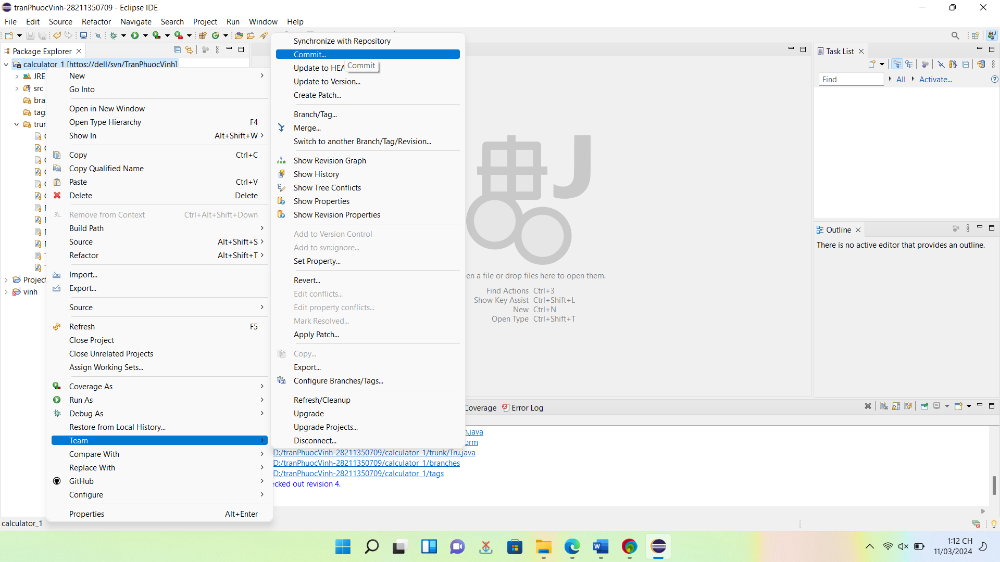 tranPhuocVinh-28211350709 - Eclipse IDE
File Edit Source Refactor Navigate Search Project Run Window Help
Package Explorer
calculator_1 [https://dell/svn/TranPhuocVinh]
JRE
src
bra
tag
trun
Project
vinh
New
Go Into
Open in New Window
Open Type Hierarchy F4
Show In Alt+Shift+W
Copy Ctrl+C
Copy Qualified Name
Paste Ctrl+V
Delete Delete
Remove from Context Ctrl+Alt+Shift+Down
Build Path
Source Alt+Shift+S
Refactor Alt+Shift+T
Import...
Export...
Source
Refresh F5
Close Project
Close Unrelated Projects
Assign Working Sets...
Coverage As
Run As
Debug As
Restore from Local History...
Team
Compare With
Replace With
GitHub
Configure
Properties Alt+Enter
Synchronize with Repository
Commit...
Update to HEA
Commit
Update to Version...
Create Patch...
Branch/Tag...
Merge...
Switch to another Branch/Tag/Revision...
Show Revision Graph
Show History
Show Tree Conflicts
Show Properties
Show Revision Properties
Add to Version Control
Add to svn:ignore...
Set Property...
Revert...
Edit conflicts...
Edit property conflicts...
Mark Resolved...
Apply Patch...
Copy...
Export...
Configure Branches/Tags...
Refresh/Cleanup
Upgrade
Upgrade Projects...
Disconnect...
en a file or drop files here to open them.
Find Actions Ctrl+3
Show Key Assist Ctrl+Shift+L
New Ctrl+N
Open Type Ctrl+Shift+T
Task List
Find All Activate...
Outline
There is no active editor that provides an outline.
Coverage Error Log
n.java
orm
D:/tranPhuocVinh-28211350709/calculator_1/trunk/Tru.java
D:/tranPhuocVinh-28211350709/calculator_1/branches
D:/tranPhuocVinh-28211350709/calculator_1/tags
ecked out revision 4.
calculator_1
1:12 CH
11/03/2024